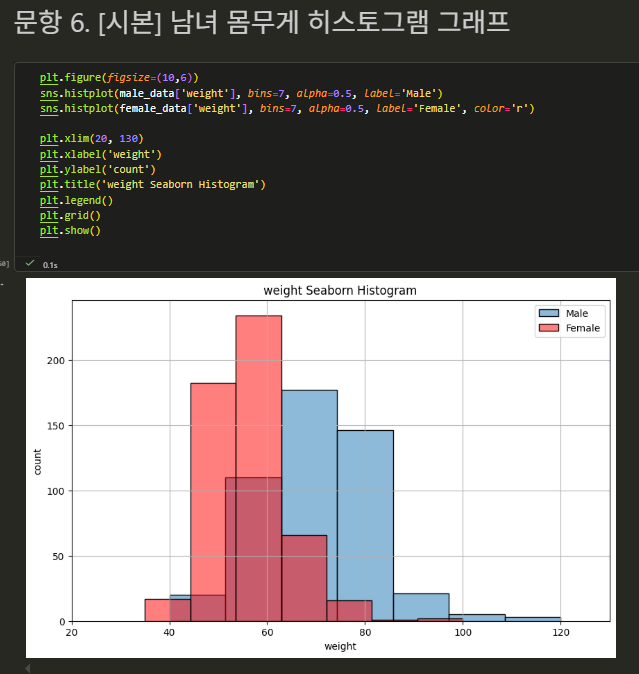 문항 6. [시본] 남녀 몸무게 히스토그램 그래프
plt.figure(figsize=(10,6))
sns.histplot(male_data['weight'], bins=7, alpha=0.5, label='Male')
sns.histplot(female_data['weight'], bins=7, alpha=0.5, label='Female', color='r')
plt.xlim(20, 130)
plt.xlabel('weight')
plt.ylabel('count')
plt.title('weight Seaborn Histogram')
plt.legend()
plt.grid()
plt.show()
0.1s
weight Seaborn Histogram
Male
Female
200
150
100
50
0
count
20 40 60 80 100 120
weight